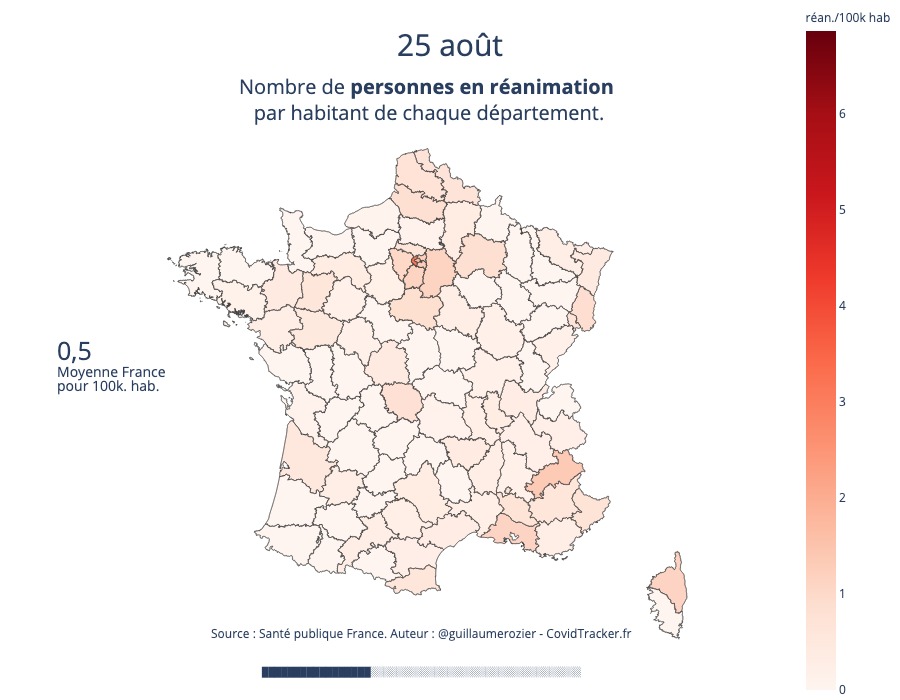 réan./100k hab
25 août
Nombre de personnes en réanimation
par habitant de chaque département.
6
5
4
3
2
1
0
0,5
Moyenne France
pour 100k. hab.
Source : Santé publique France. Auteur : @guillaumerozier - CovidTracker.fr